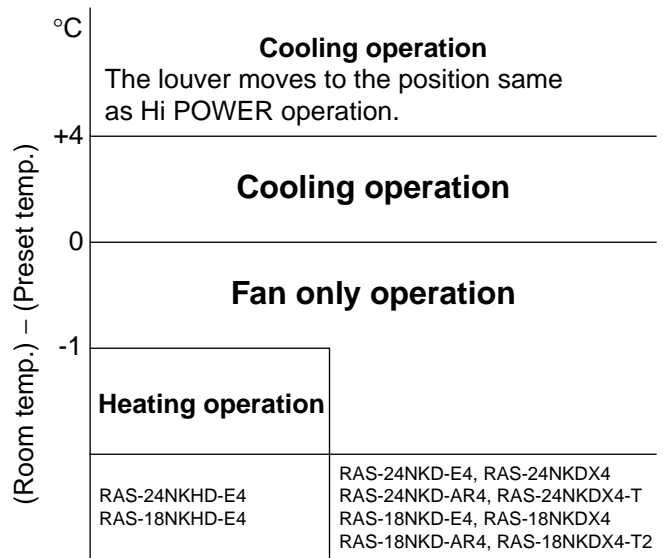 °C
Cooling operation
The louver moves to the position same
as Hi POWER operation.
+4
Cooling operation
0
Fan only operation
-1
Heating operation
(Room temp.) – (Preset temp.)
RAS-24NKHD-E4
RAS-18NKHD-E4
RAS-24NKD-E4, RAS-24NKDX4
RAS-24NKD-AR4, RAS-24NKDX4-T
RAS-18NKD-E4, RAS-18NKDX4
RAS-18NKD-AR4, RAS-18NKDX4-T2